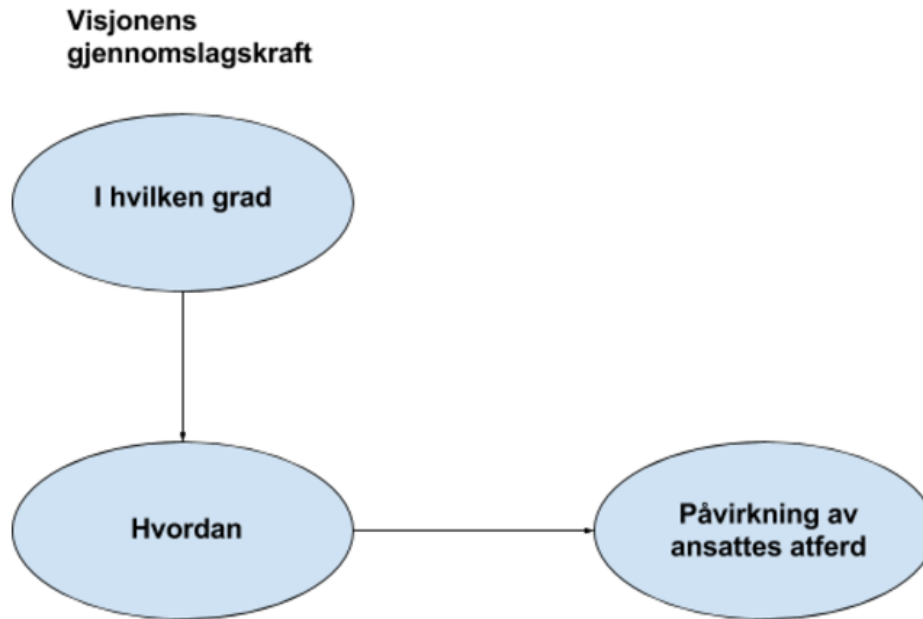 Visjonens
gjennomslagskraft
I hvilken grad
Hvordan
Påvirkning av
ansattes atferd